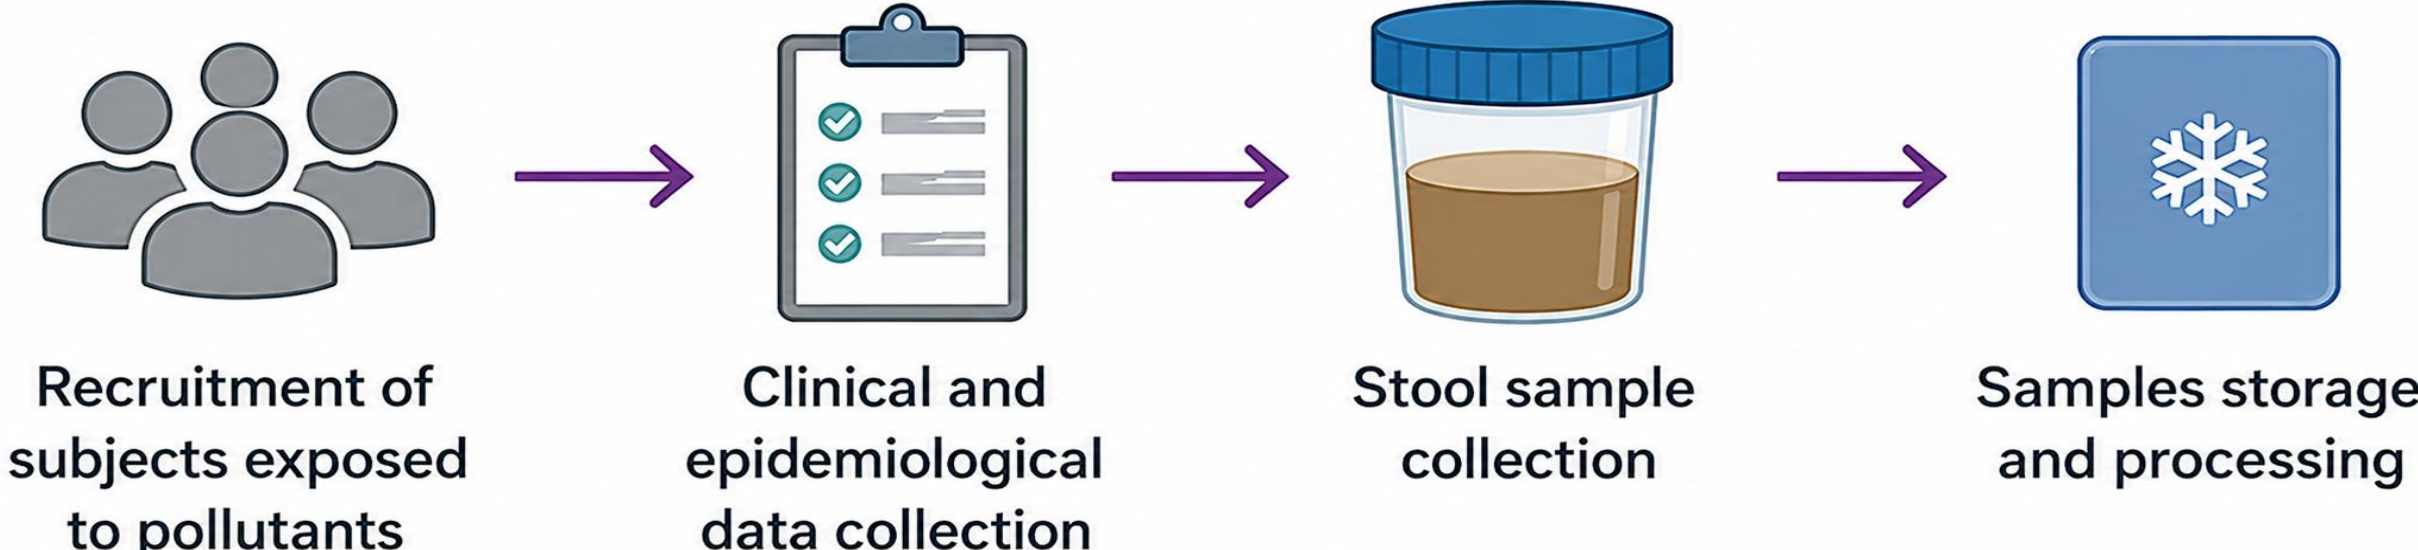 Recruitment of
subjects exposed
to pollutants
Clinical and
epidemiological
data collection
Stool sample
collection
Samples storage
and processing